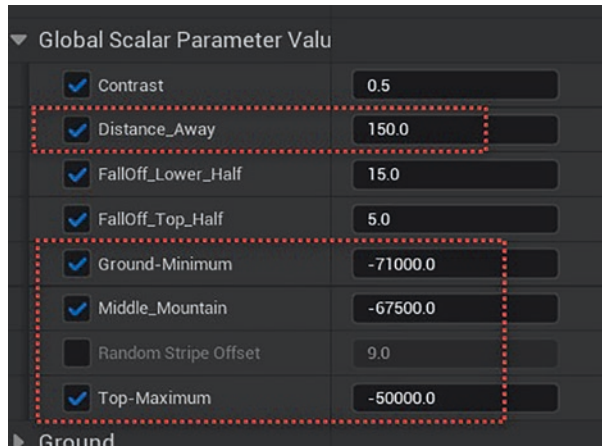 Global Scalar Parameter Valu
Contrast 0.5
Distance_Away 150.0
FallOff_Lower_Half 15.0
FallOff_Top_Half 5.0
Ground-Minimum -71000.0
Middle_Mountain -67500.0
Random Stripe Offset 9.0
Top-Maximum -50000.0
Ground